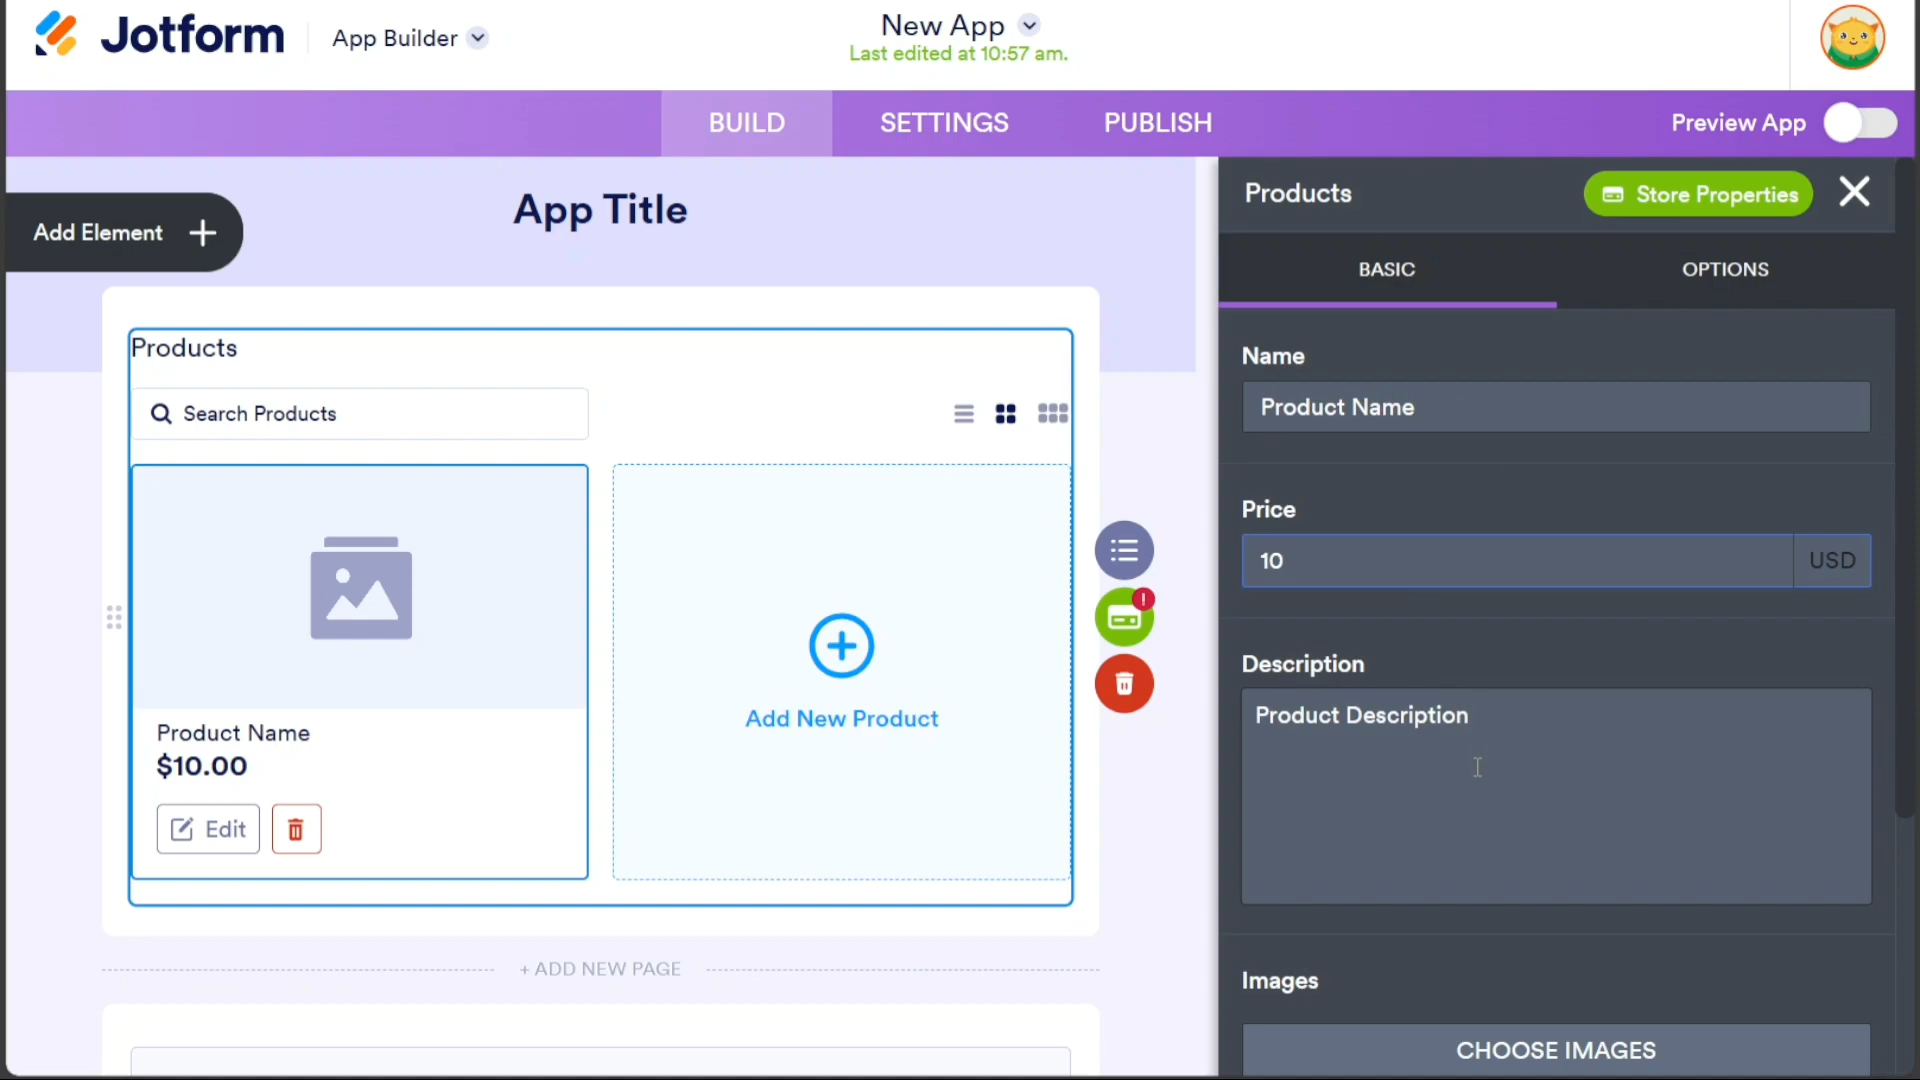 Jotform
App Builder
New App
Last edited at 10:57 am.
BUILD
SETTINGS
PUBLISH
Preview App
Add Element
App Title
Products
Search Products
Product Name
$10.00
Edit
Add New Product
!
+ ADD NEW PAGE
Products
Store Properties
BASIC
OPTIONS
Name
Product Name
Price
10
USD
Description
Product Description
Images
CHOOSE IMAGES